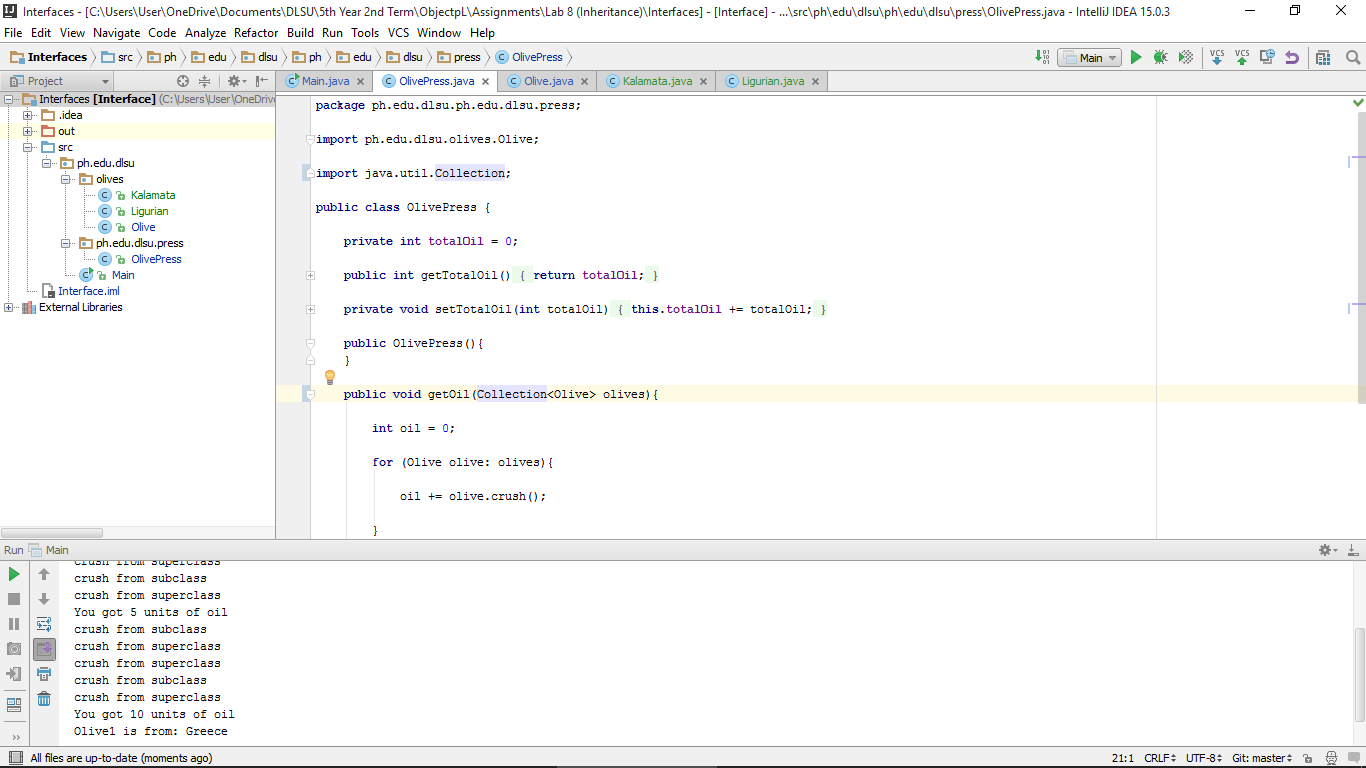 Interfaces - [C:\Users\User\OneDrive\Documents\DLSU\5th Year 2nd Term\ObjectpL\Assignments\Lab 8 (Inheritance)\Interfaces] - [Interface] - ...\src\ph\edu\dlsu\ph\edu\dlsu\press\OlivePress.java - IntelliJ IDEA 15.0.3
File Edit View Navigate Code Analyze Refactor Build Run Tools VCS Window Help
Interfaces src ph edu dlsu ph edu dlsu press OlivePress Main VCS VCS
Project Main.java OlivePress.java Olive.java Kalamata.java Ligurian.java
Interfaces [Interface] (C:\Users\User\OneDrive
.idea
out
src
ph.edu.dlsu
olives
Kalamata
Ligurian
Olive
ph.edu.dlsu.press
OlivePress
Main
Interface.iml
External Libraries
package ph.edu.dlsu.ph.edu.dlsu.press;
import ph.edu.dlsu.olives.Olive;
import java.util.Collection;
public class OlivePress {
private int totalOil = 0;
public int getTotalOil() { return totalOil; }
private void setTotalOil(int totalOil) { this.totalOil += totalOil; }
public OlivePress(){
}
public void getOil(Collection<Olive> olives){
int oil = 0;
for (Olive olive: olives){
oil += olive.crush();
}
Run Main
crush from superclass
crush from subclass
crush from superclass
You got 5 units of oil
crush from subclass
crush from superclass
crush from superclass
crush from subclass
crush from superclass
You got 10 units of oil
Olive1 is from: Greece
All files are up-to-date (moments ago) 21:1 CRLF UTF-8 Git: master